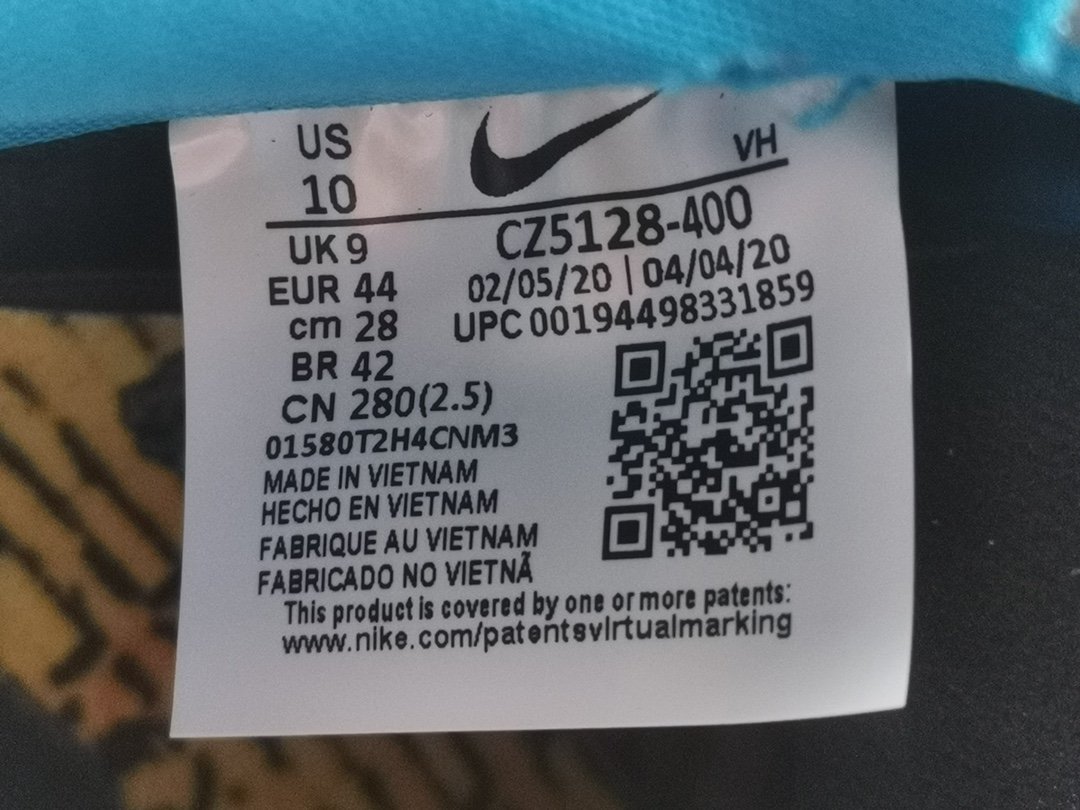 US
10
VH
UK 9
EUR 44
cm 28
BR 42
CN 280(2.5)
CZ5128-400
02/05/20 | 04/04/20
UPC 00194498331859
01580T2H4CNM3
MADE IN VIETNAM
HECHO EN VIETNAM
FABRIQUE AU VIETNAM
FABRICADO NO VIETNÃ
This product is covered by one or more patents:
www.nike.com/patentsvIrtualmarking